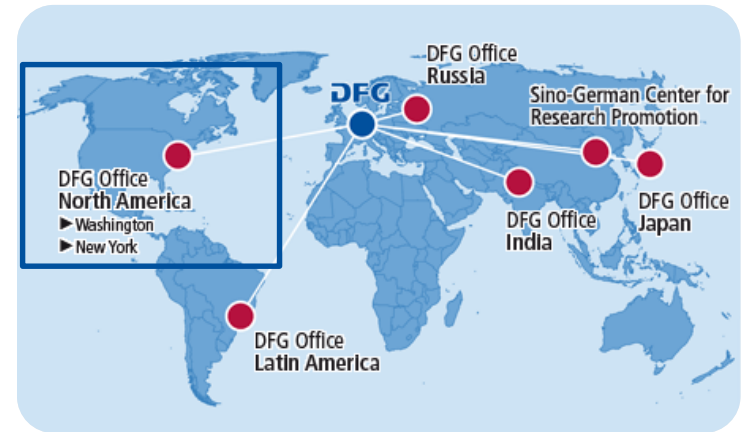 DFG Office
Russia
DFG
Sino-German Center for
Research Promotion
DFG Office
North America
▶ Washington
▶ New York
DFG Office
Japan
DFG Office
India
DFG Office
Latin America